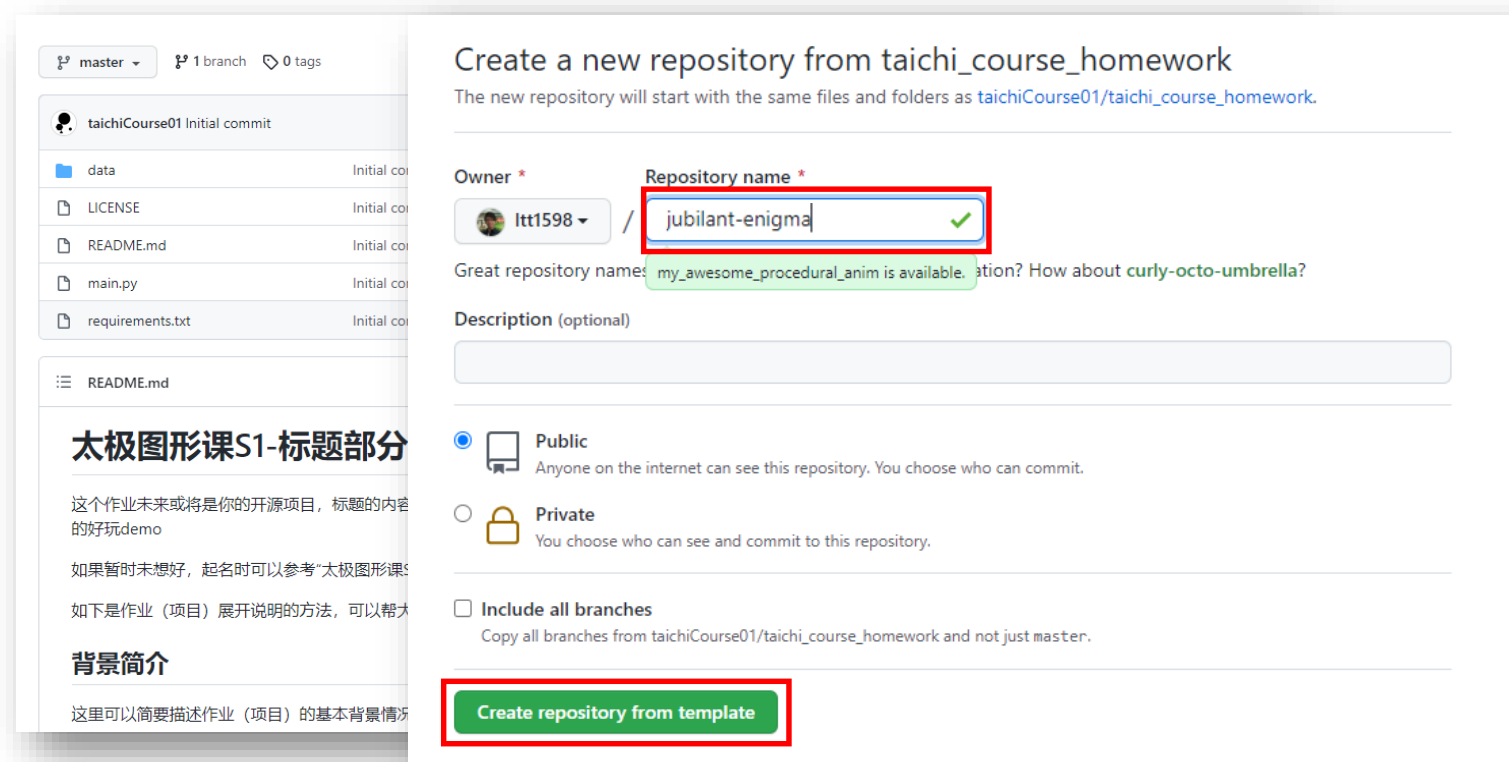 master
1 branch
0 tags
taichiCourse01 Initial commit
data Initial
LICENSE Initial
README.md Initial
main.py Initial
requirements.txt Initial
README.md
太极图形课S1-标题部分
这个作业未来或将是你的开源项目，标题的内容
的好玩demo
如果暂时未想好，起名时可以参考“太极图形课
如下是作业（项目）展开说明的方法，可以帮大
背景简介
这里可以简要描述作业（项目）的基本背景情况
Create a new repository from taichi_course_homework
The new repository will start with the same files and folders as taichiCourse01/taichi_course_homework.
Owner * Repository name *
ltt1598 / jubilant-enigma
Great repository names ation? How about curly-octo-umbrella?
my_awesome_procedural_anim is available.
Description (optional)
Public
Anyone on the internet can see this repository. You choose who can commit.
Private
You choose who can see and commit to this repository.
Include all branches
Copy all branches from taichiCourse01/taichi_course_homework and not just master.
Create repository from template